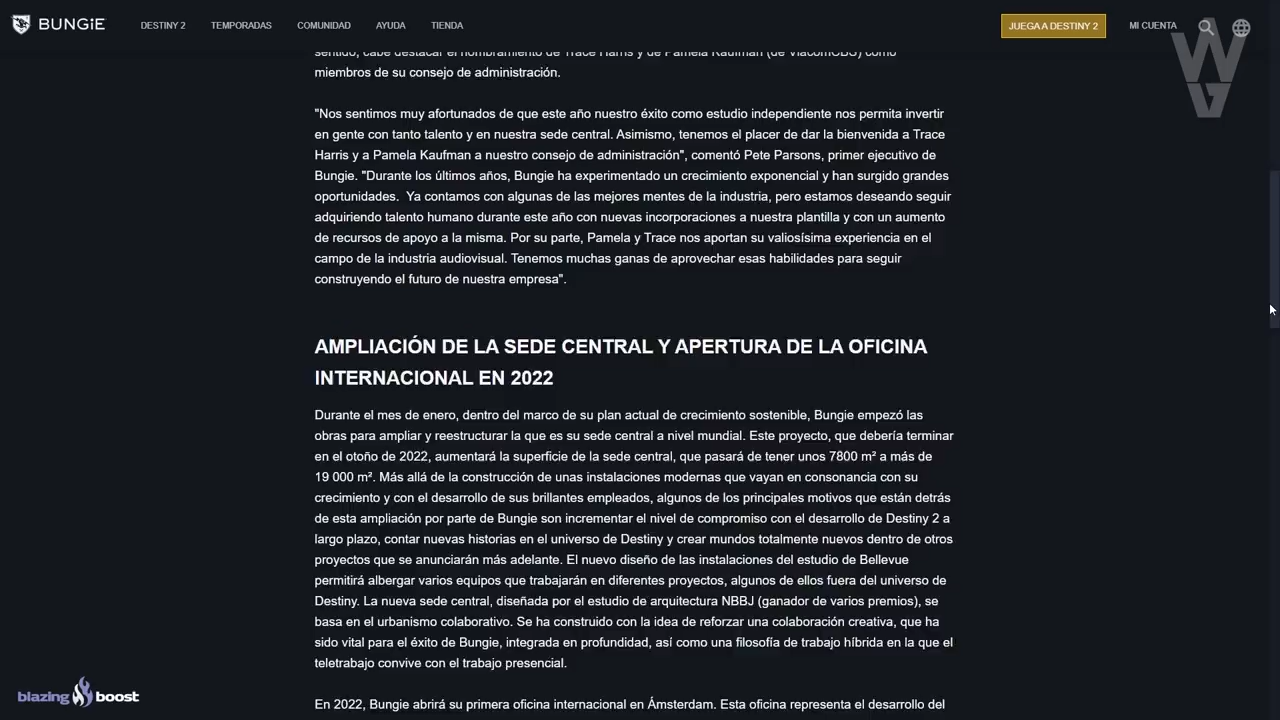 BUNGiE DESTINY 2 TEMPORADAS COMUNIDAD AYUDA TIENDA JUEGA A DESTINY 2 MI CUENTA
WG
sentido, cabe destacar el nombramiento de Trace Harris y de Pamela Kaufman (de ViacomCBS) como
miembros de su consejo de administración.
"Nos sentimos muy afortunados de que este año nuestro éxito como estudio independiente nos permita invertir
en gente con tanto talento y en nuestra sede central. Asimismo, tenemos el placer de dar la bienvenida a Trace
Harris y a Pamela Kaufman a nuestro consejo de administración", comentó Pete Parsons, primer ejecutivo de
Bungie. "Durante los últimos años, Bungie ha experimentado un crecimiento exponencial y han surgido grandes
oportunidades.  Ya contamos con algunas de las mejores mentes de la industria, pero estamos deseando seguir
adquiriendo talento humano durante este año con nuevas incorporaciones a nuestra plantilla y con un aumento
de recursos de apoyo a la misma. Por su parte, Pamela y Trace nos aportan su valiosísima experiencia en el
campo de la industria audiovisual. Tenemos muchas ganas de aprovechar esas habilidades para seguir
construyendo el futuro de nuestra empresa".
AMPLIACIÓN DE LA SEDE CENTRAL Y APERTURA DE LA OFICINA
INTERNACIONAL EN 2022
Durante el mes de enero, dentro del marco de su plan actual de crecimiento sostenible, Bungie empezó las
obras para ampliar y reestructurar la que es su sede central a nivel mundial. Este proyecto, que debería terminar
en el otoño de 2022, aumentará la superficie de la sede central, que pasará de tener unos 7800 m² a más de
19 000 m². Más allá de la construcción de unas instalaciones modernas que vayan en consonancia con su
crecimiento y con el desarrollo de sus brillantes empleados, algunos de los principales motivos que están detrás
de esta ampliación por parte de Bungie son incrementar el nivel de compromiso con el desarrollo de Destiny 2 a
largo plazo, contar nuevas historias en el universo de Destiny y crear mundos totalmente nuevos dentro de otros
proyectos que se anunciarán más adelante. El nuevo diseño de las instalaciones del estudio de Bellevue
permitirá albergar varios equipos que trabajarán en diferentes proyectos, algunos de ellos fuera del universo de
Destiny. La nueva sede central, diseñada por el estudio de arquitectura NBBJ (ganador de varios premios), se
basa en el urbanismo colaborativo. Se ha construido con la idea de reforzar una colaboración creativa, que ha
sido vital para el éxito de Bungie, integrada en profundidad, así como una filosofía de trabajo híbrida en la que el
teletrabajo convive con el trabajo presencial.
blazing boost
En 2022, Bungie abrirá su primera oficina internacional en Ámsterdam. Esta oficina representa el desarrollo del